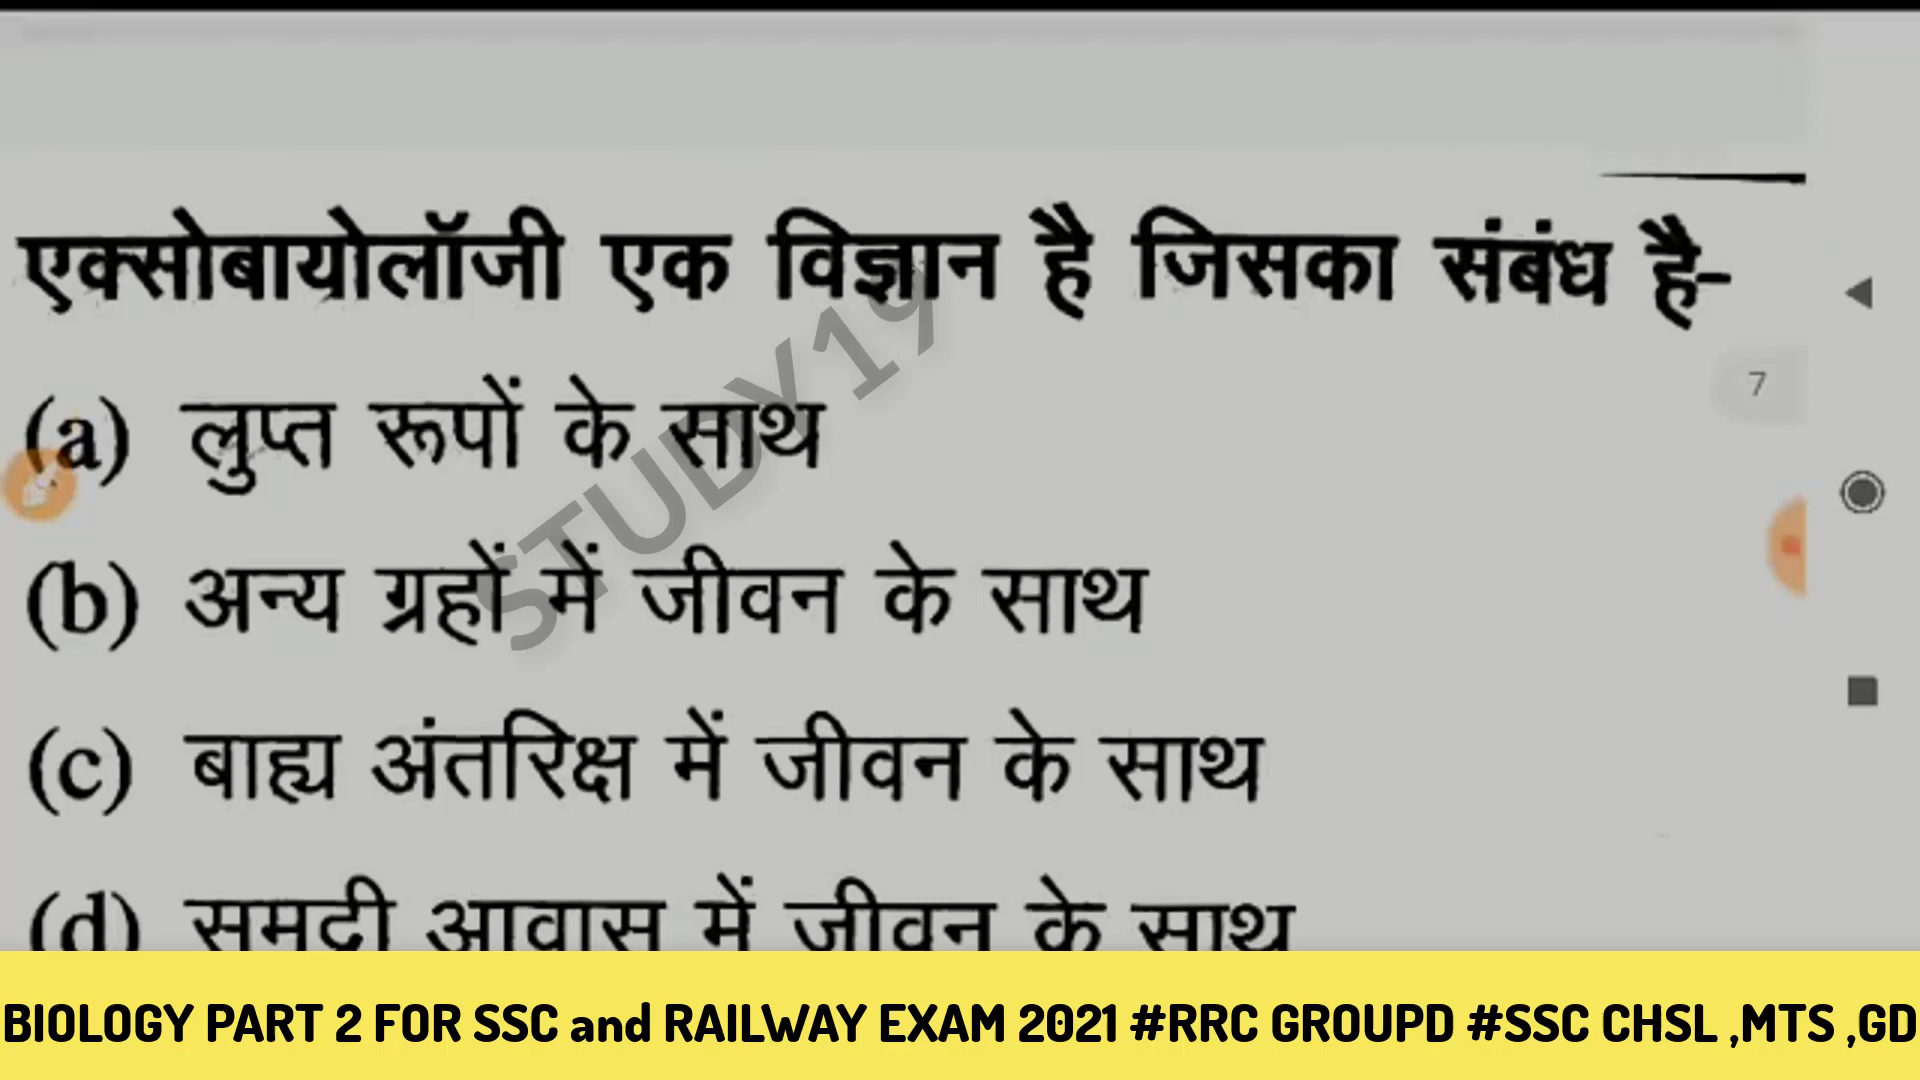 एक्सोबायोलॉजी एक विज्ञान है जिसका संबंध है-
7
(a) लुप्त रूपों के साथ
(b) अन्य ग्रहों में जीवन के साथ
(c) बाह्य अंतरिक्ष में जीवन के साथ
(d) समुद्री आवास में जीवन के साथ
STUDY19
BIOLOGY PART 2 FOR SSC and RAILWAY EXAM 2021 #RRC GROUPD #SSC CHSL ,MTS ,GD